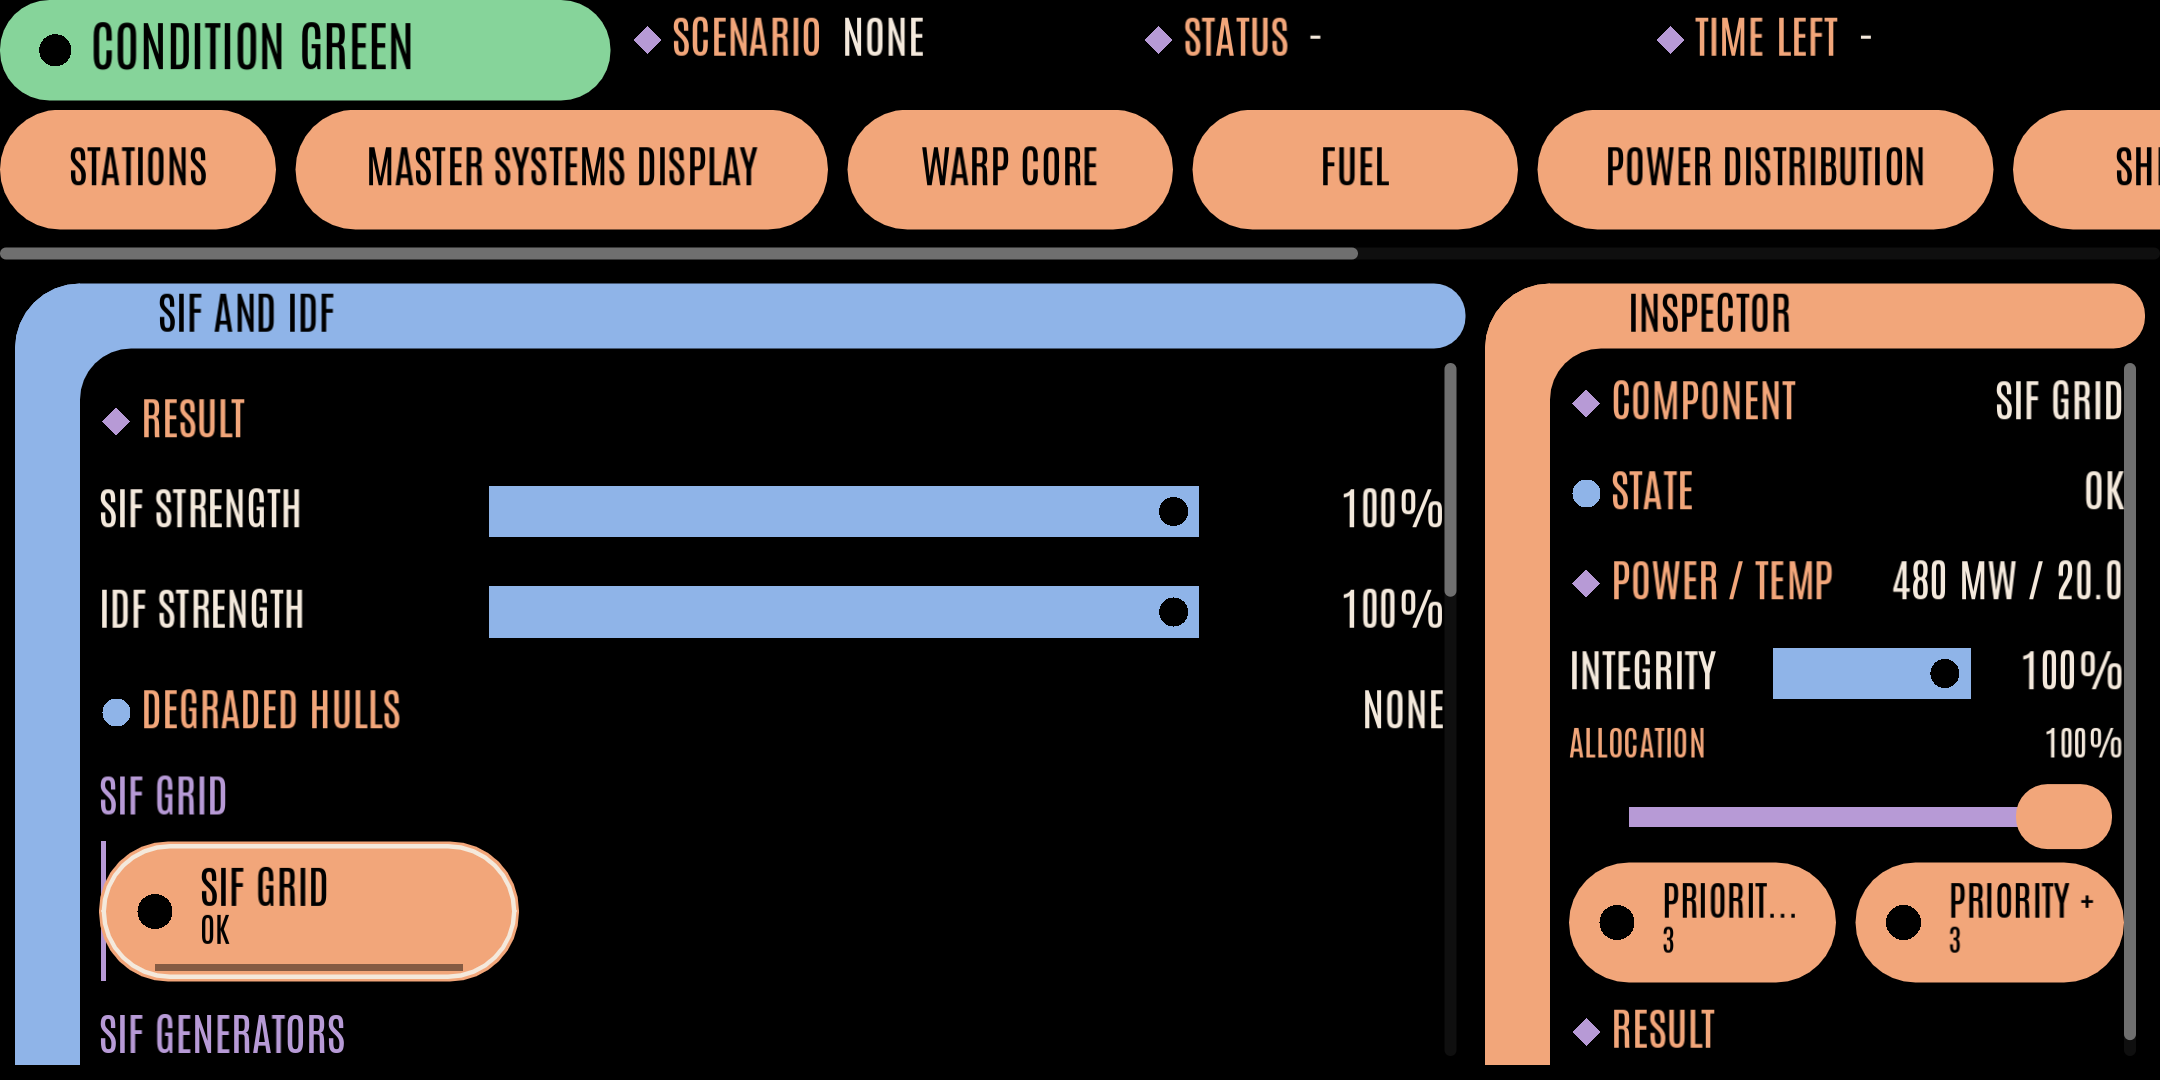 CONDITION GREEN
SCENARIO NONE
STATUS -
TIME LEFT -
STATIONS
MASTER SYSTEMS DISPLAY
WARP CORE
FUEL
POWER DISTRIBUTION
SIF AND IDF
RESULT
SIF STRENGTH 100%
IDF STRENGTH 100%
DEGRADED HULLS NONE
SIF GRID
SIF GRID
OK
SIF GENERATORS
INSPECTOR
COMPONENT SIF GRID
STATE OK
POWER / TEMP 480 MW / 20.0
INTEGRITY 100%
ALLOCATION 100%
PRIORIT...
3
PRIORITY +
3
RESULT